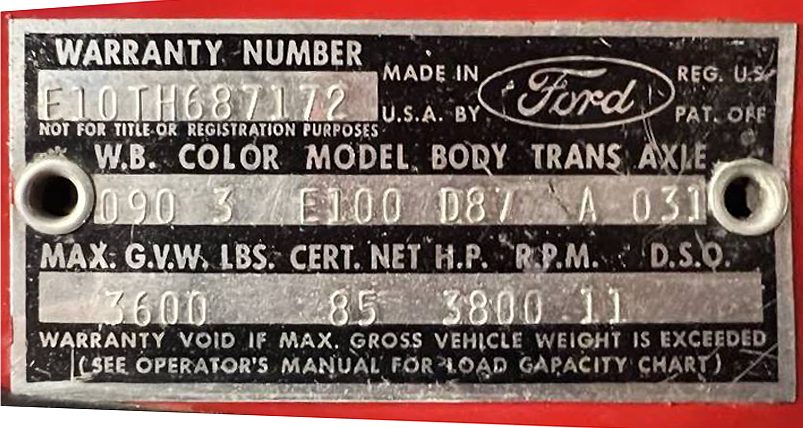 WARRANTY NUMBER
MADE IN Ford REG. U.S.
E10TH687172 U.S.A. BY PAT. OFF
NOT FOR TITLE OR REGISTRATION PURPOSES
W.B. COLOR MODEL BODY TRANS AXLE
090 3 E100 D87 A 031
MAX. G.V.W. LBS. CERT. NET H.P. R.P.M. D.S.O.
3600 85 3800 11
WARRANTY VOID IF MAX. GROSS VEHICLE WEIGHT IS EXCEEDED
(SEE OPERATOR'S MANUAL FOR LOAD CAPACITY CHART)